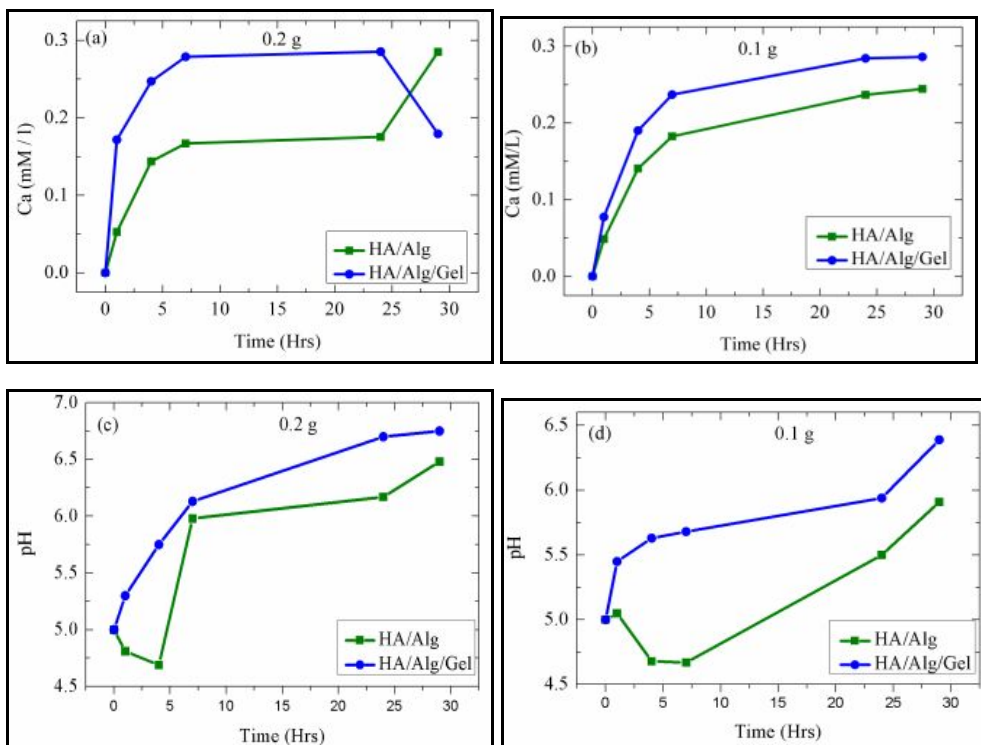 (a) 0.2 g
0.3
0.2
0.1
0.0
Ca (mM / l)
HA/Alg
HA/Alg/Gel
0 5 10 15 20 25 30
Time (Hrs)
(b) 0.1 g
0.3
0.2
0.1
0.0
Ca (mM/L)
HA/Alg
HA/Alg/Gel
0 5 10 15 20 25 30
Time (Hrs)
(c) 0.2 g
7.0
6.5
6.0
5.5
5.0
4.5
pH
HA/Alg
HA/Alg/Gel
0 5 10 15 20 25 30
Time (Hrs)
(d) 0.1 g
6.5
6.0
5.5
5.0
4.5
pH
HA/Alg
HA/Alg/Gel
0 5 10 15 20 25 30
Time (Hrs)